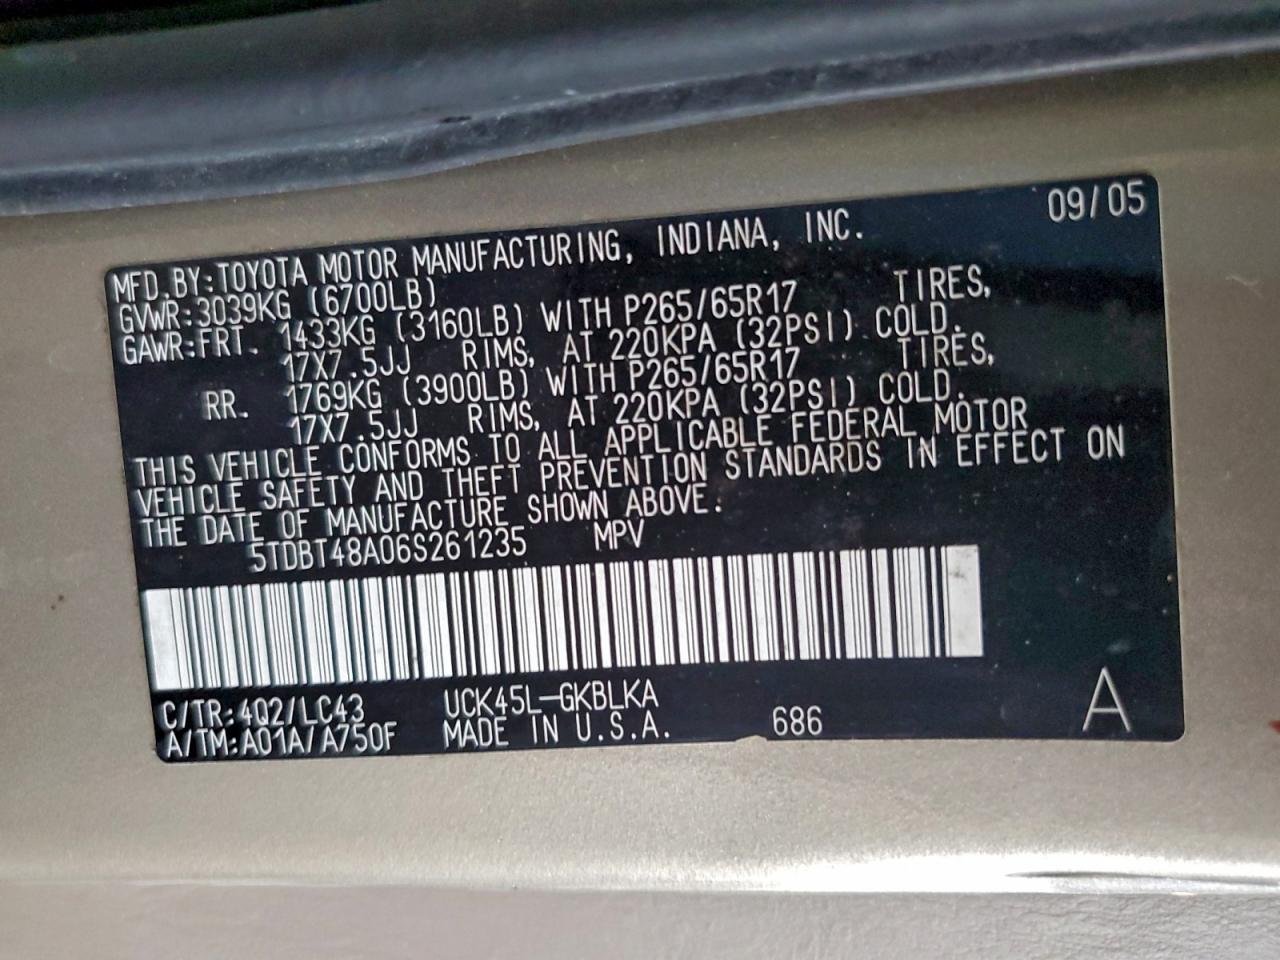 09/05
MFD.BY:TOYOTA MOTOR MANUFACTURING, INDIANA, INC.
GVWR:3039KG (6700LB)
GAWR:FRT. 1433KG (3160LB) WITH P265/65R17 TIRES,
17X7.5JJ RIMS, AT 220KPA (32PSI) COLD.
RR. 1769KG (3900LB) WITH P265/65R17 TIRES,
17X7.5JJ RIMS, AT 220KPA (32PSI) COLD.
THIS VEHICLE CONFORMS TO ALL APPLICABLE FEDERAL MOTOR
VEHICLE SAFETY AND THEFT PREVENTION STANDARDS IN EFFECT ON
THE DATE OF MANUFACTURE SHOWN ABOVE.
5TDBT48A06S261235 MPV
C/TR:4Q2/LC43 UCK45L-GKBLKA
A/TM:A01A/A750F MADE IN U.S.A. 686 A